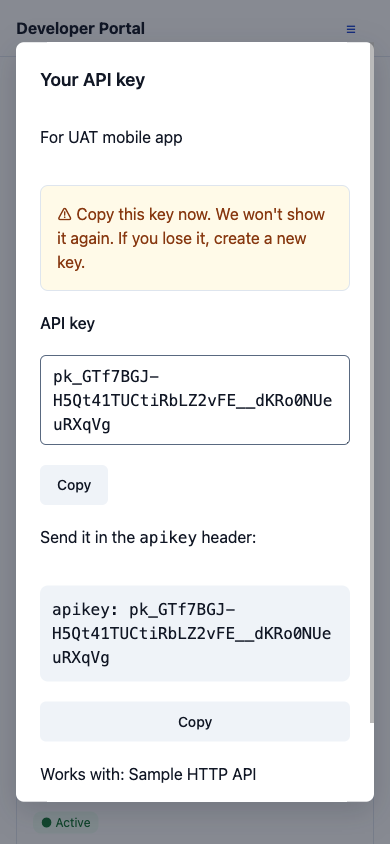 Developer Portal
Your API key
For UAT mobile app
⚠ Copy this key now. We won't show
it again. If you lose it, create a new
key.
API key
pk_GTf7BGJ-
H5Qt41TUCtiRbLZ2vFE__dKRo0NUe
uRXqVg
Copy
Send it in the apikey header:
apikey: pk_GTf7BGJ-
H5Qt41TUCtiRbLZ2vFE__dKRo0NUe
uRXqVg
Copy
Works with: Sample HTTP API
Active